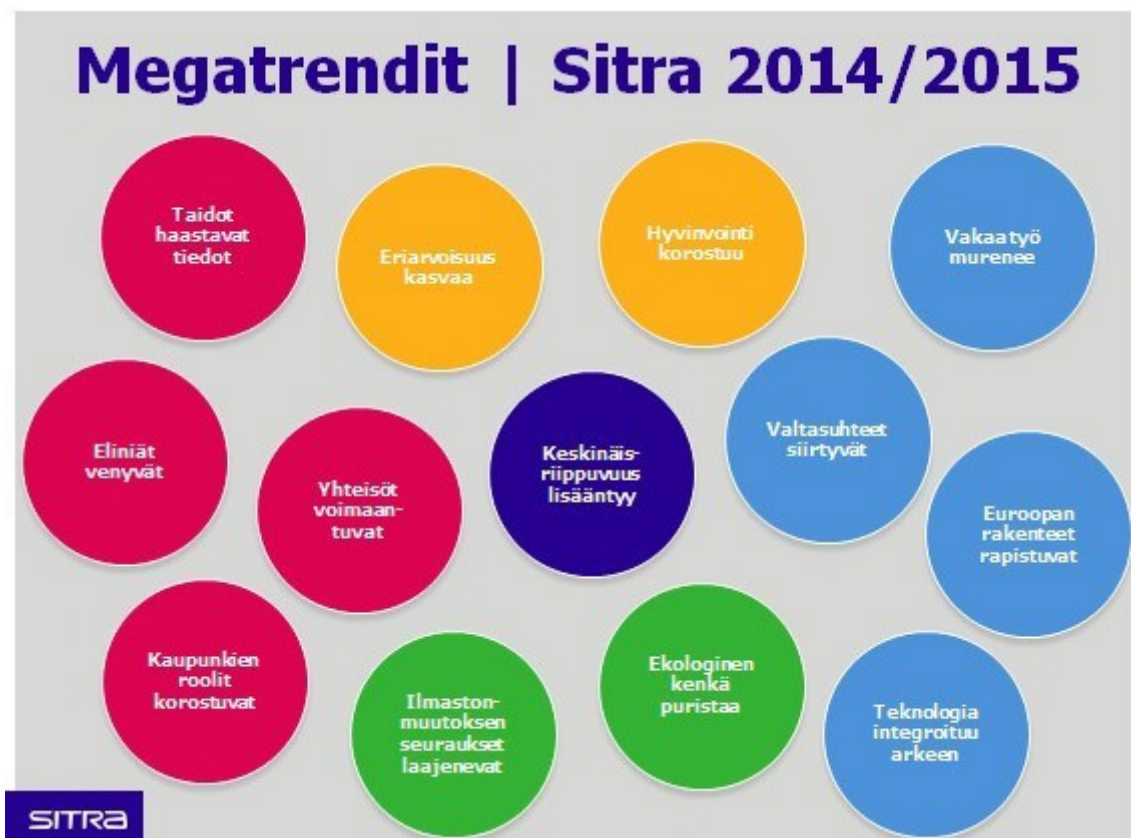 Megatrendit | Sitra 2014/2015
Taidot
haastavat
tiedot
Eriarvoisuus
kasvaa
Hyvinvointi
korostuu
Vakaa työ
murenee
Eliniät
venyvät
Yhteisöt
voimaan-
tuvat
Keskinäis-
riippuvuus
lisääntyy
Valtasuhteet
siirtyvät
Euroopan
rakenteet
rapistuvat
Kaupunkien
roolit
korostuvat
Ilmaston-
muutoksen
seuraukset
laajenevat
Ekologinen
kenkä
puristaa
Teknologia
integroituu
arkeen
SITRA